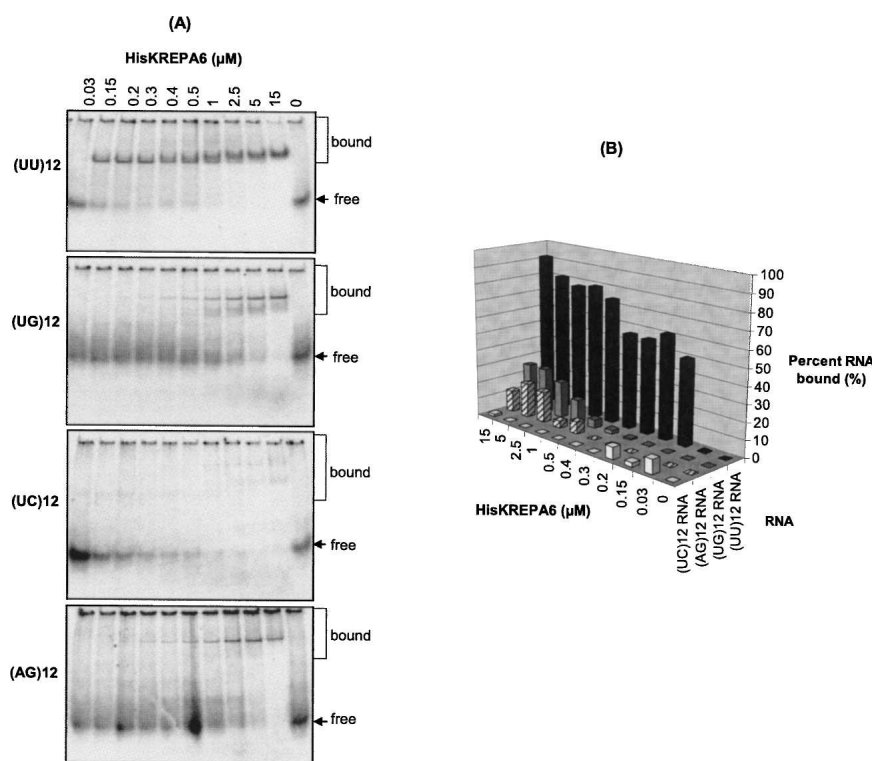 (A)
HisKREPA6 (µM)
0.03 0.15 0.2 0.3 0.4 0.5 1 2.5 5 15 0
(UU)12
bound
free
(UG)12
bound
free
(UC)12
bound
free
(AG)12
bound
free
(B)
100
90
80
70
60
50
40
30
20
10
0
Percent RNA
bound (%)
15 5 2.5 1 0.5 0.4 0.3 0.2 0.15 0.03 0
HisKREPA6 (µM)
(UC)12 RNA
(AG)12 RNA
(UG)12 RNA
(UU)12 RNA
RNA